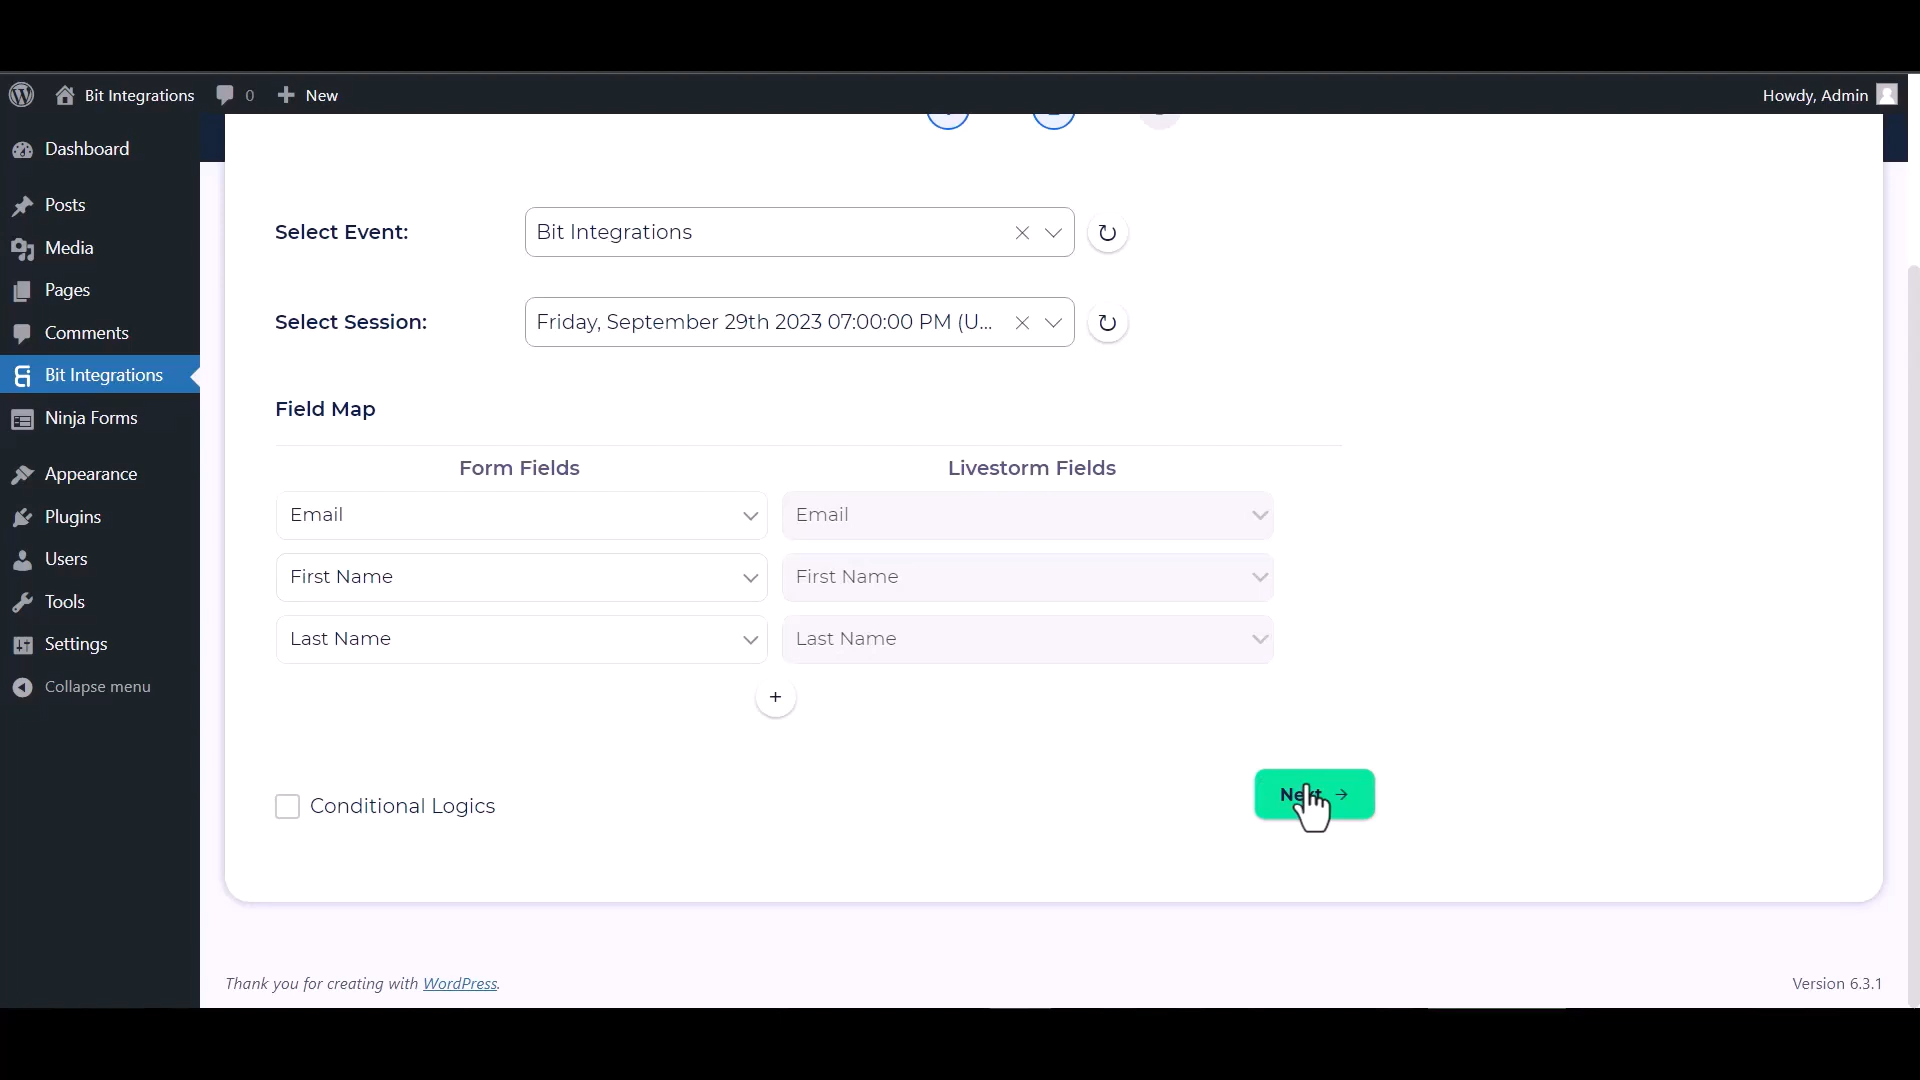 Bit Integrations
0
New
Howdy, Admin
Dashboard
Posts
Media
Pages
Comments
Bit Integrations
Ninja Forms
Appearance
Plugins
Users
Tools
Settings
Collapse menu
Select Event:
Bit Integrations
Select Session:
Friday, September 29th 2023 07:00:00 PM (U...
Field Map
Form Fields
Livestorm Fields
Email
Email
First Name
First Name
Last Name
Last Name
+
Conditional Logics
Next →
Thank you for creating with WordPress.
Version 6.3.1